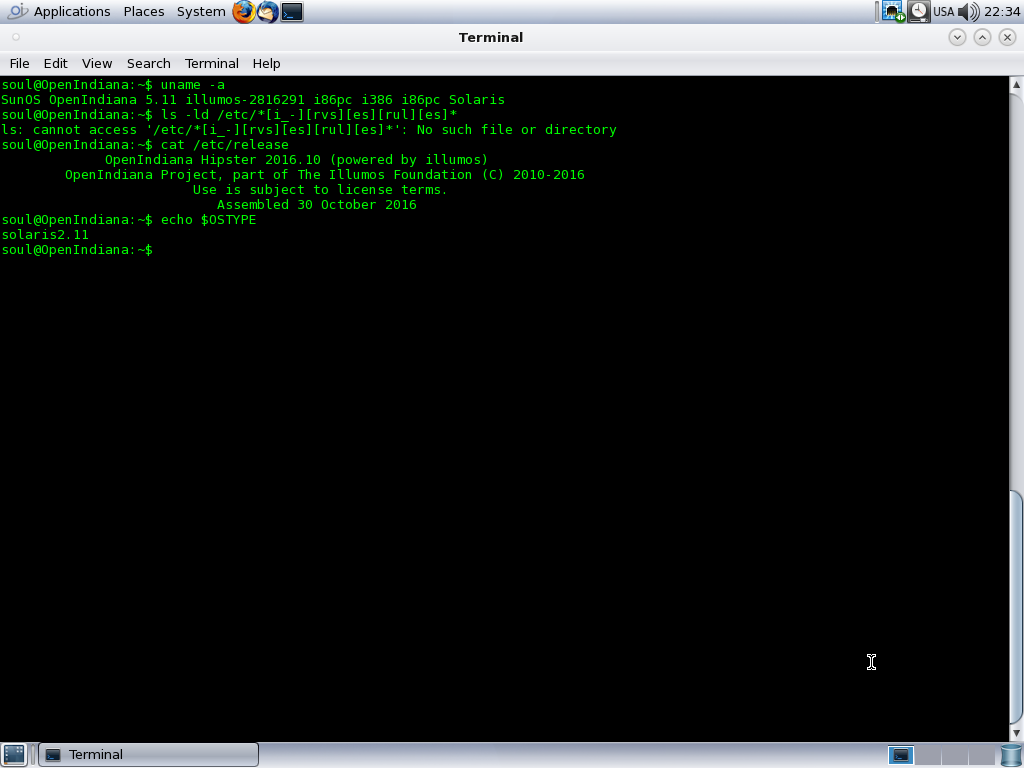 Applications Places System USA 22:34
Terminal
File Edit View Search Terminal Help
soul@OpenIndiana:~$ uname -a
SunOS OpenIndiana 5.11 illumos-2816291 i86pc i386 i86pc Solaris
soul@OpenIndiana:~$ ls -ld /etc/*[i_-][rvs][es][rul][es]*
ls: cannot access '/etc/*[i_-][rvs][es][rul][es]*': No such file or directory
soul@OpenIndiana:~$ cat /etc/release
OpenIndiana Hipster 2016.10 (powered by illumos)
OpenIndiana Project, part of The Illumos Foundation (C) 2010-2016
Use is subject to license terms.
Assembled 30 October 2016
soul@OpenIndiana:~$ echo $OSTYPE
solaris2.11
soul@OpenIndiana:~$
Terminal